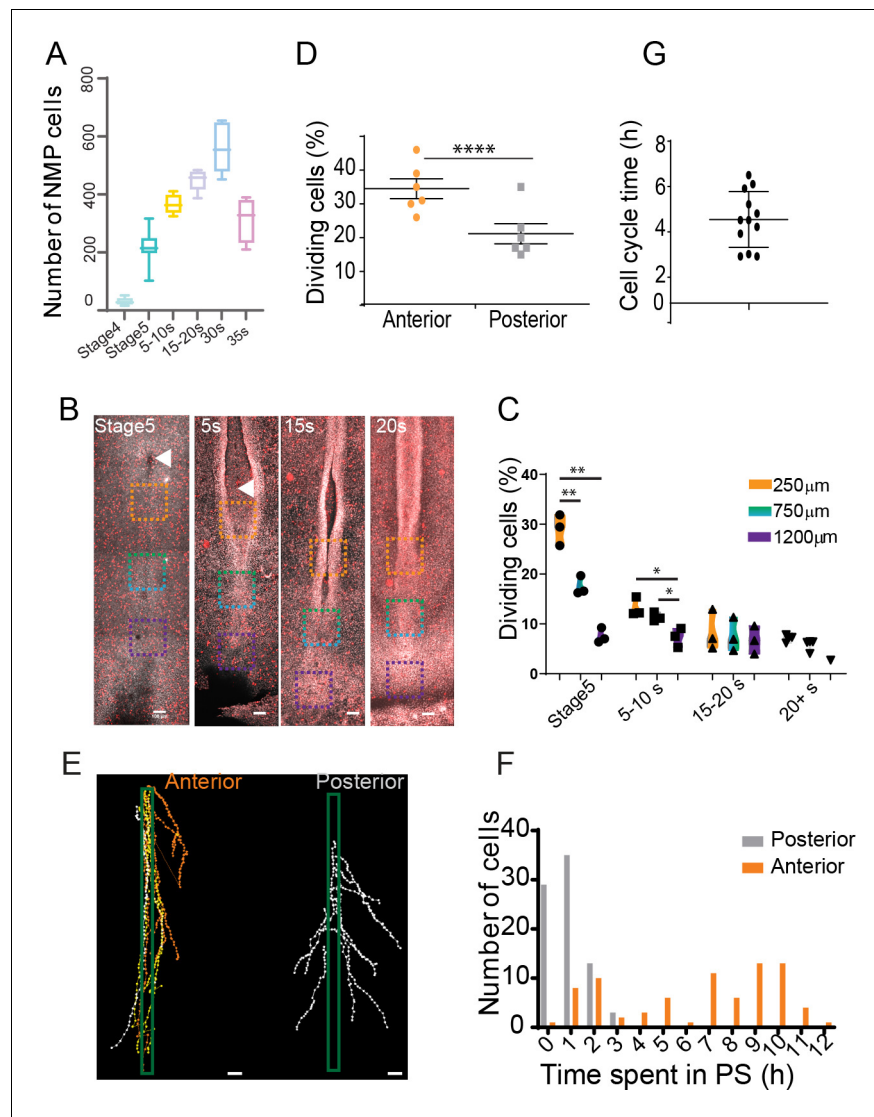 A
Number of NMP cells
800
600
400
200
0
Stage4
Stage5
5-10s
15-20s
30s
35s
D
Dividing cells (%)
40
30
20
10
****
Anterior
Posterior
G
Cell cycle time (h)
8
6
4
2
0
B
Stage5
5s
15s
20s
100 µm
C
Dividing cells (%)
40
30
20
10
0
**
**
*
*
250µm
750µm
1200µm
Stage5
5-10 s
15-20 s
20+ s
E
Anterior
Posterior
F
Number of cells
40
30
20
10
0
Posterior
Anterior
0 1 2 3 4 5 6 7 8 9 10 11 12
Time spent in PS (h)